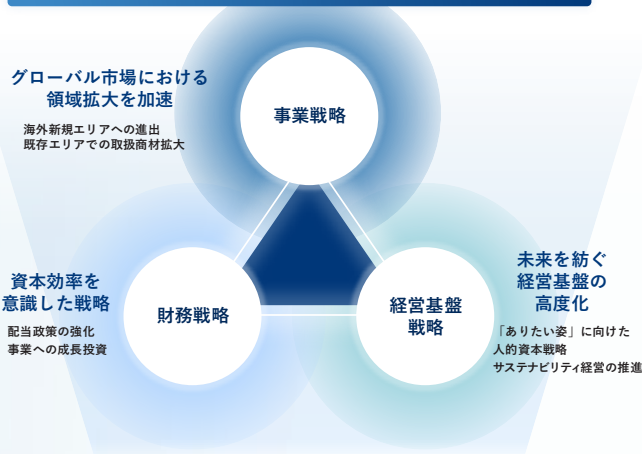 グローバル市場における
領域拡大を加速
海外新規エリアへの進出
既存エリアでの取扱商材拡大
事業戦略
資本効率を
意識した戦略
配当政策の強化
事業への成長投資
財務戦略
経営基盤
戦略
未来を紡ぐ
経営基盤の
高度化
「ありたい姿」に向けた
人的資本戦略
サステナビリティ経営の推進